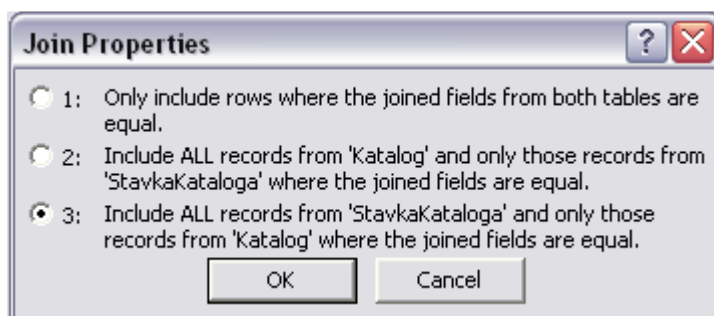 Join Properties
1: Only include rows where the joined fields from both tables are
equal.
2: Include ALL records from 'Katalog' and only those records from
'StavkaKataloga' where the joined fields are equal.
3: Include ALL records from 'StavkaKataloga' and only those
records from 'Katalog' where the joined fields are equal.
OK Cancel